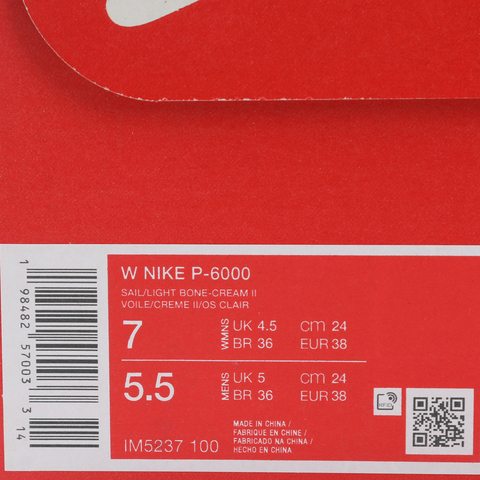 W NIKE P-6000
SAIL/LIGHT BONE-CREAM II
VOILE/CREME II/OS CLAIR
7 WMNS UK 4.5 cm 24
BR 36 EUR 38
5.5 MENS UK 5 cm 24
BR 36 EUR 38
MADE IN CHINA /
FABRIQUE EN CHINE /
FABRICADO NA CHINA /
HECHO EN CHINA
IM5237 100
1 98482 57003 3 14